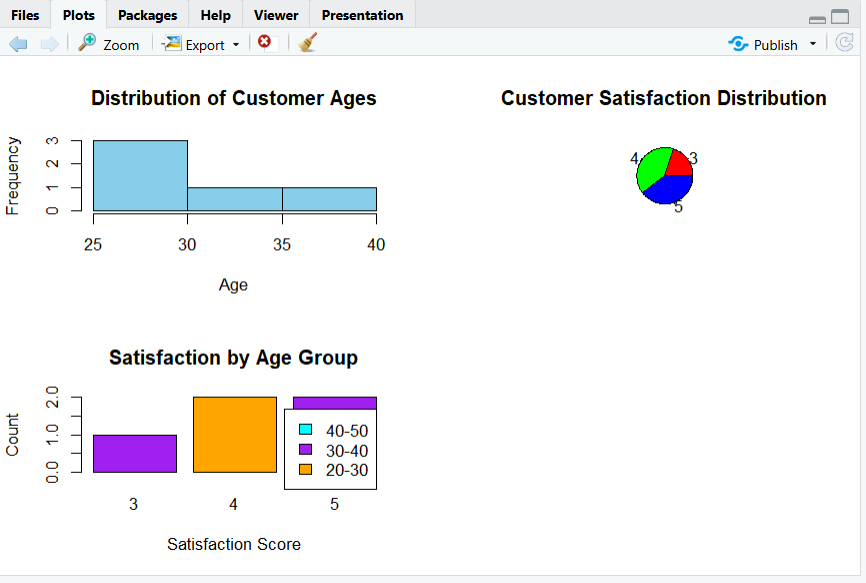 Files Plots Packages Help Viewer Presentation
Zoom Export Publish
Distribution of Customer Ages
Frequency
3
2
1
0
25 30 35 40
Age
Customer Satisfaction Distribution
4 3
5
Satisfaction by Age Group
Count
2.0
1.0
0.0
40-50
30-40
20-30
3 4 5
Satisfaction Score